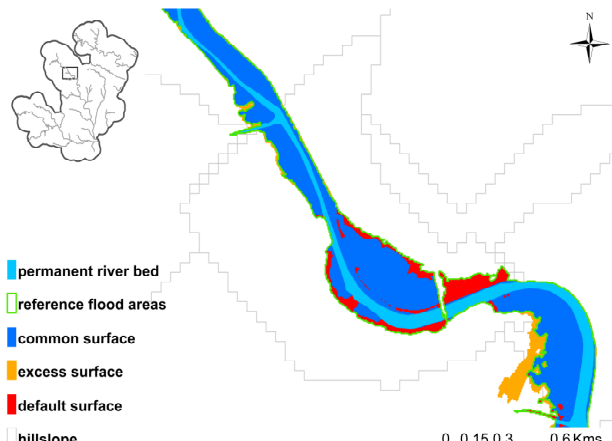 N
permanent river bed
reference flood areas
common surface
excess surface
default surface
hillslope
0 0.15 0.3 0.6 Kms